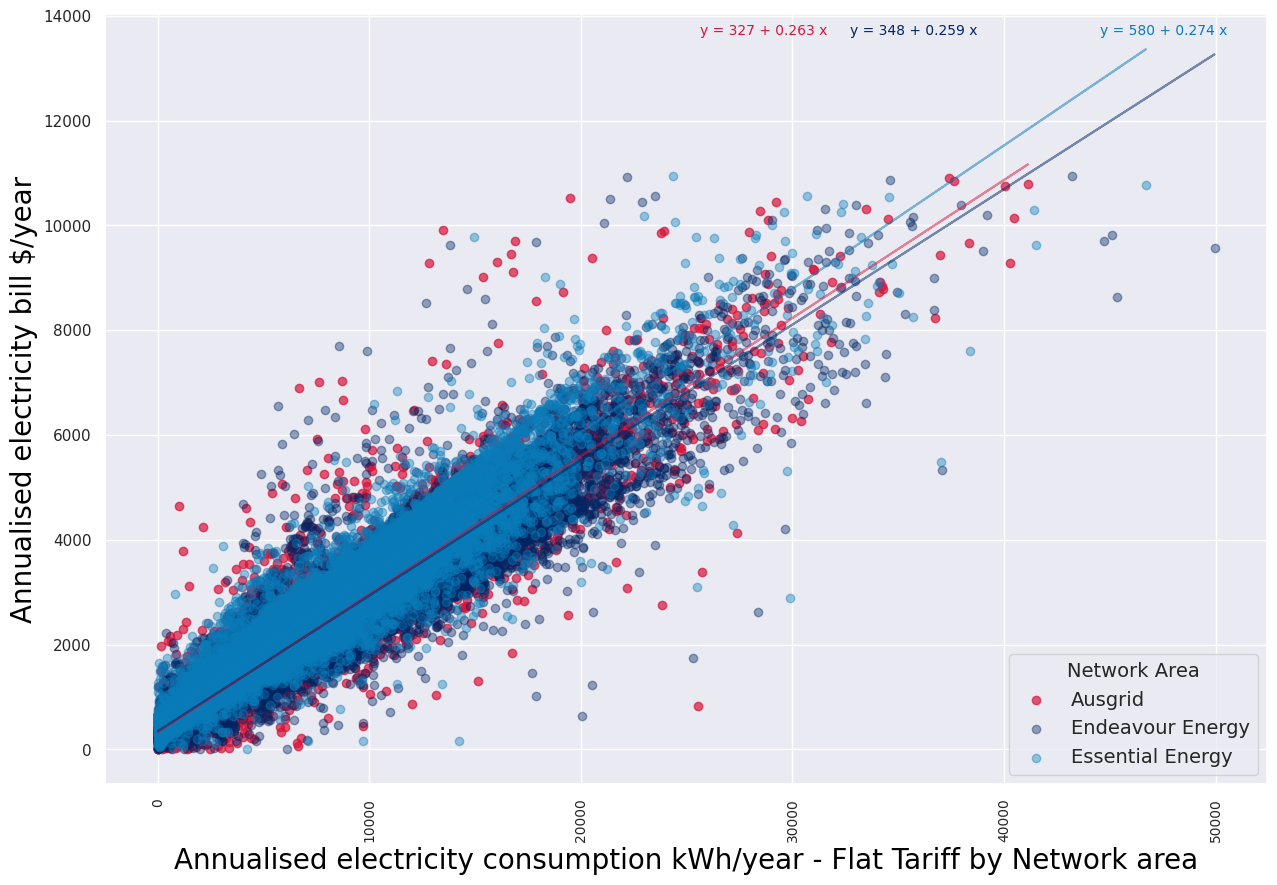 14000
y = 327 + 0.263 x
y = 348 + 0.259 x
y = 580 + 0.274 x
12000
10000
8000
6000
4000
2000
0
Annualised electricity bill $/year
Network Area
Ausgrid
Endeavour Energy
Essential Energy
0
10000
20000
30000
40000
50000
Annualised electricity consumption kWh/year - Flat Tariff by Network area